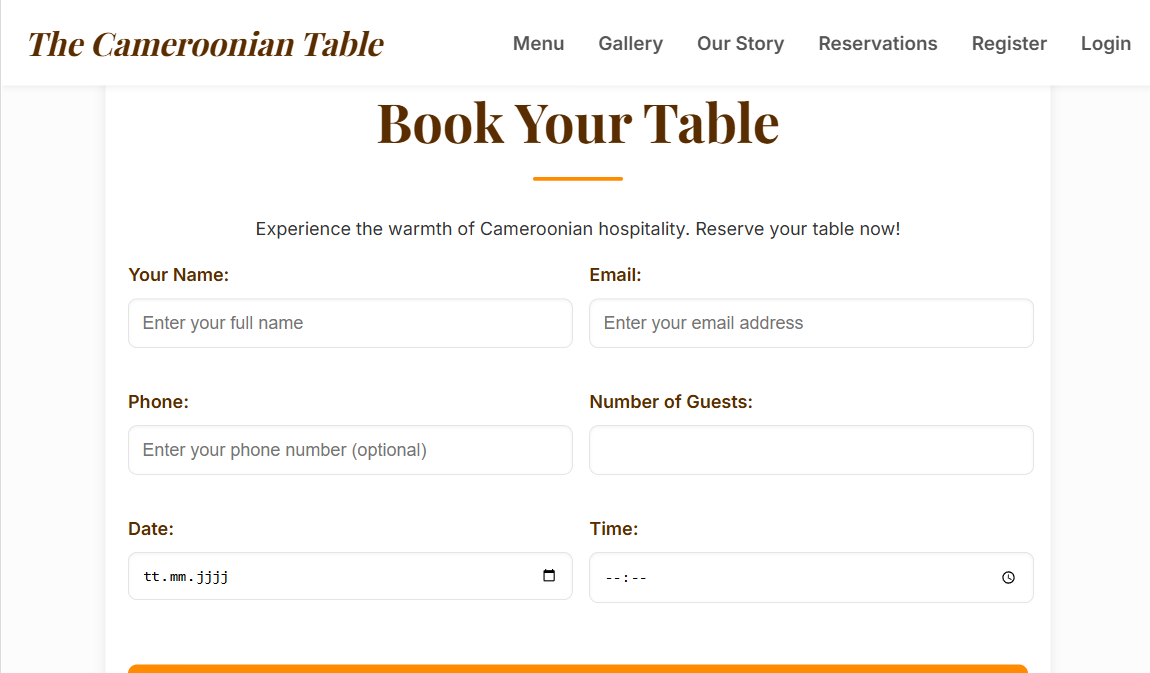 The Cameroonian Table
Menu Gallery Our Story Reservations Register Login
Book Your Table
Experience the warmth of Cameroonian hospitality. Reserve your table now!
Your Name: Email:
Enter your full name Enter your email address
Phone: Number of Guests:
Enter your phone number (optional)
Date: Time:
tt.mm.jjjj --:--